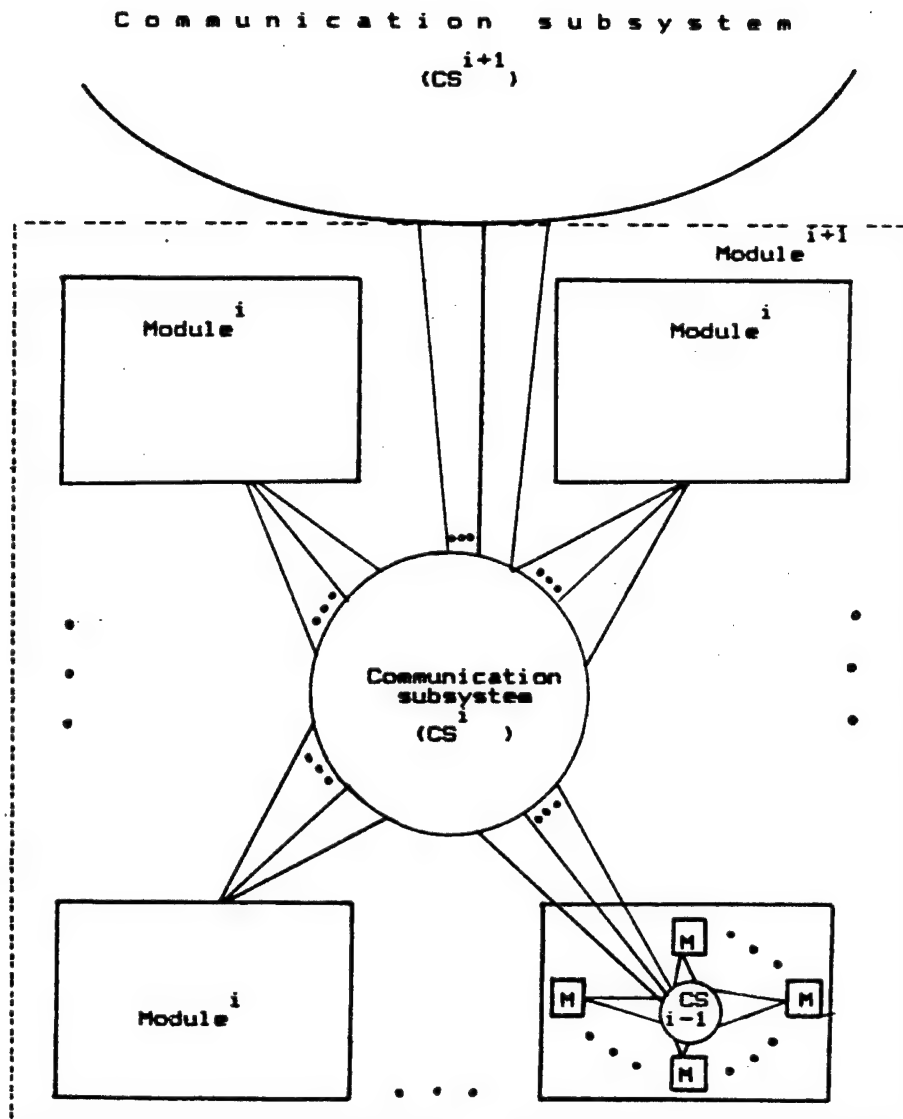 Communication subsystem
(CS^i+1)
Module^i+1
Module^i
Module^i
Communication
subsystem
(CS^i )
Module^i
M
M
CS
i-1
M
M